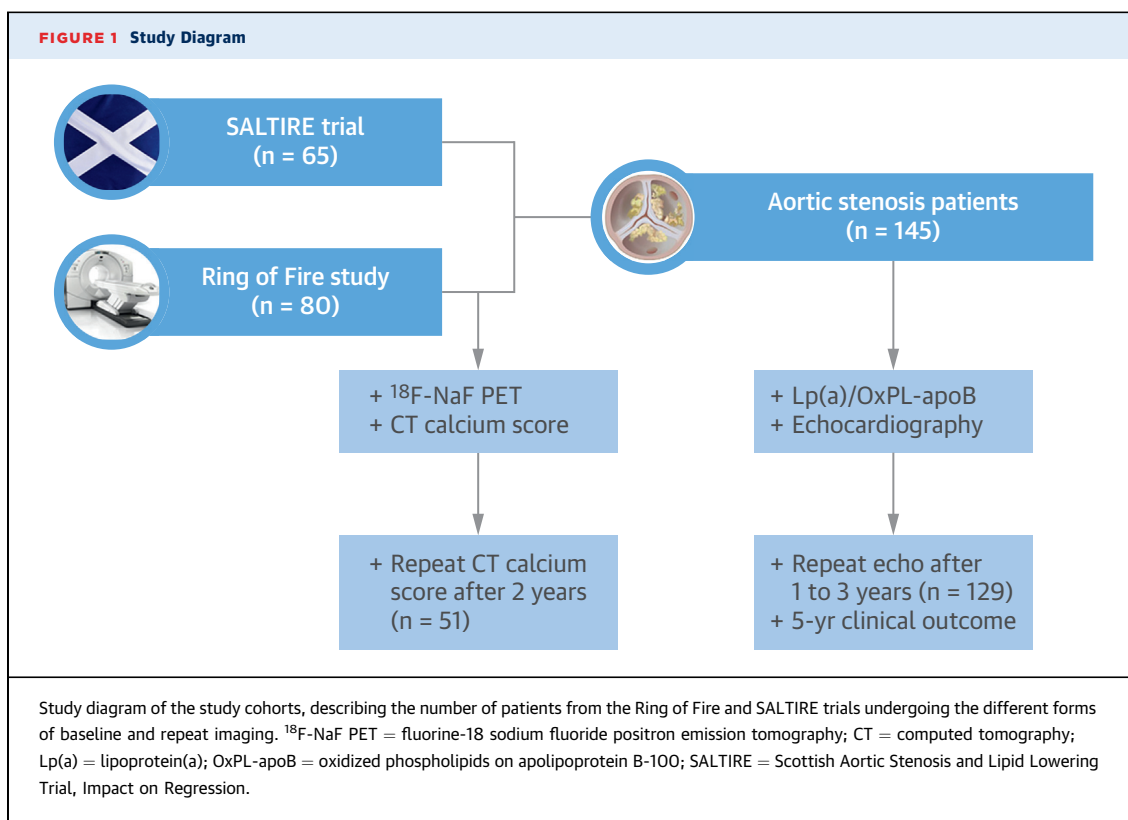 FIGURE 1 Study Diagram
SALTIRE trial
(n = 65)
Aortic stenosis patients
(n = 145)
Ring of Fire study
(n = 80)
+ ¹⁸F-NaF PET
+ CT calcium score
+ Lp(a)/OxPL-apoB
+ Echocardiography
+ Repeat CT calcium
score after 2 years
(n = 51)
+ Repeat echo after
1 to 3 years (n = 129)
+ 5-yr clinical outcome
Study diagram of the study cohorts, describing the number of patients from the Ring of Fire and SALTIRE trials undergoing the different forms
of baseline and repeat imaging. ¹⁸F-NaF PET = fluorine-18 sodium fluoride positron emission tomography; CT = computed tomography;
Lp(a) = lipoprotein(a); OxPL-apoB = oxidized phospholipids on apolipoprotein B-100; SALTIRE = Scottish Aortic Stenosis and Lipid Lowering
Trial, Impact on Regression.